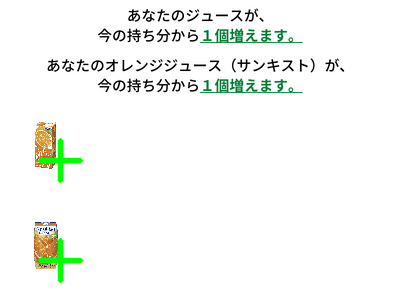 あなたのジュースが、
今の持ち分から１個増えます。
あなたのオレンジジュース（サンキスト）が、
今の持ち分から１個増えます。